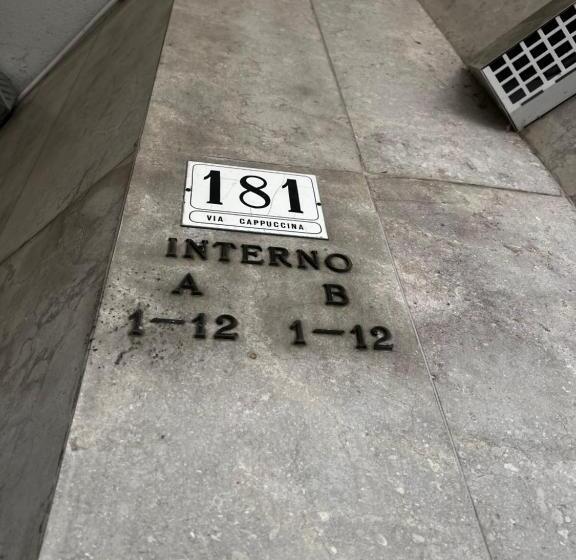 181
VIA CAPPUCCINA
INTERNO
A B
1-12 1-12